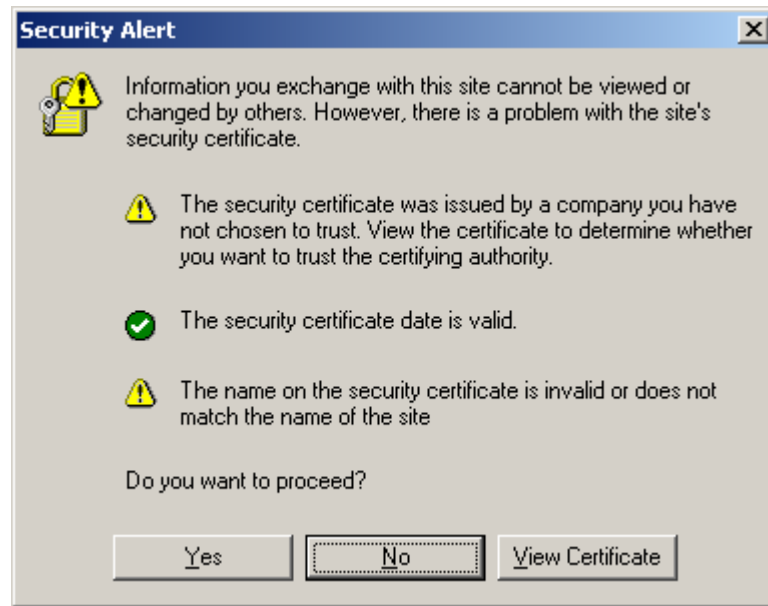 Security Alert
Information you exchange with this site cannot be viewed or
changed by others. However, there is a problem with the site's
security certificate.
The security certificate was issued by a company you have
not chosen to trust. View the certificate to determine whether
you want to trust the certifying authority.
The security certificate date is valid.
The name on the security certificate is invalid or does not
match the name of the site
Do you want to proceed?
Yes No View Certificate